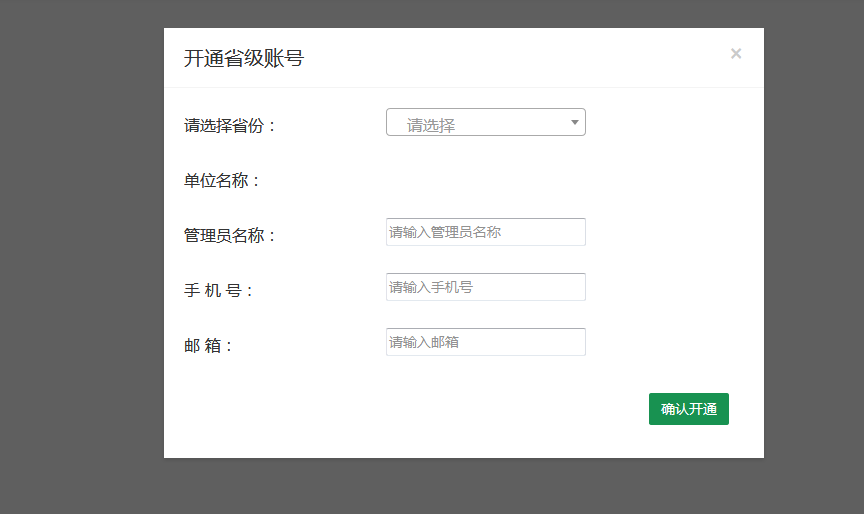 开通省级账号
×
请选择省份：
请选择
单位名称：
管理员名称：
请输入管理员名称
手 机 号：
请输入手机号
邮 箱：
请输入邮箱
确认开通